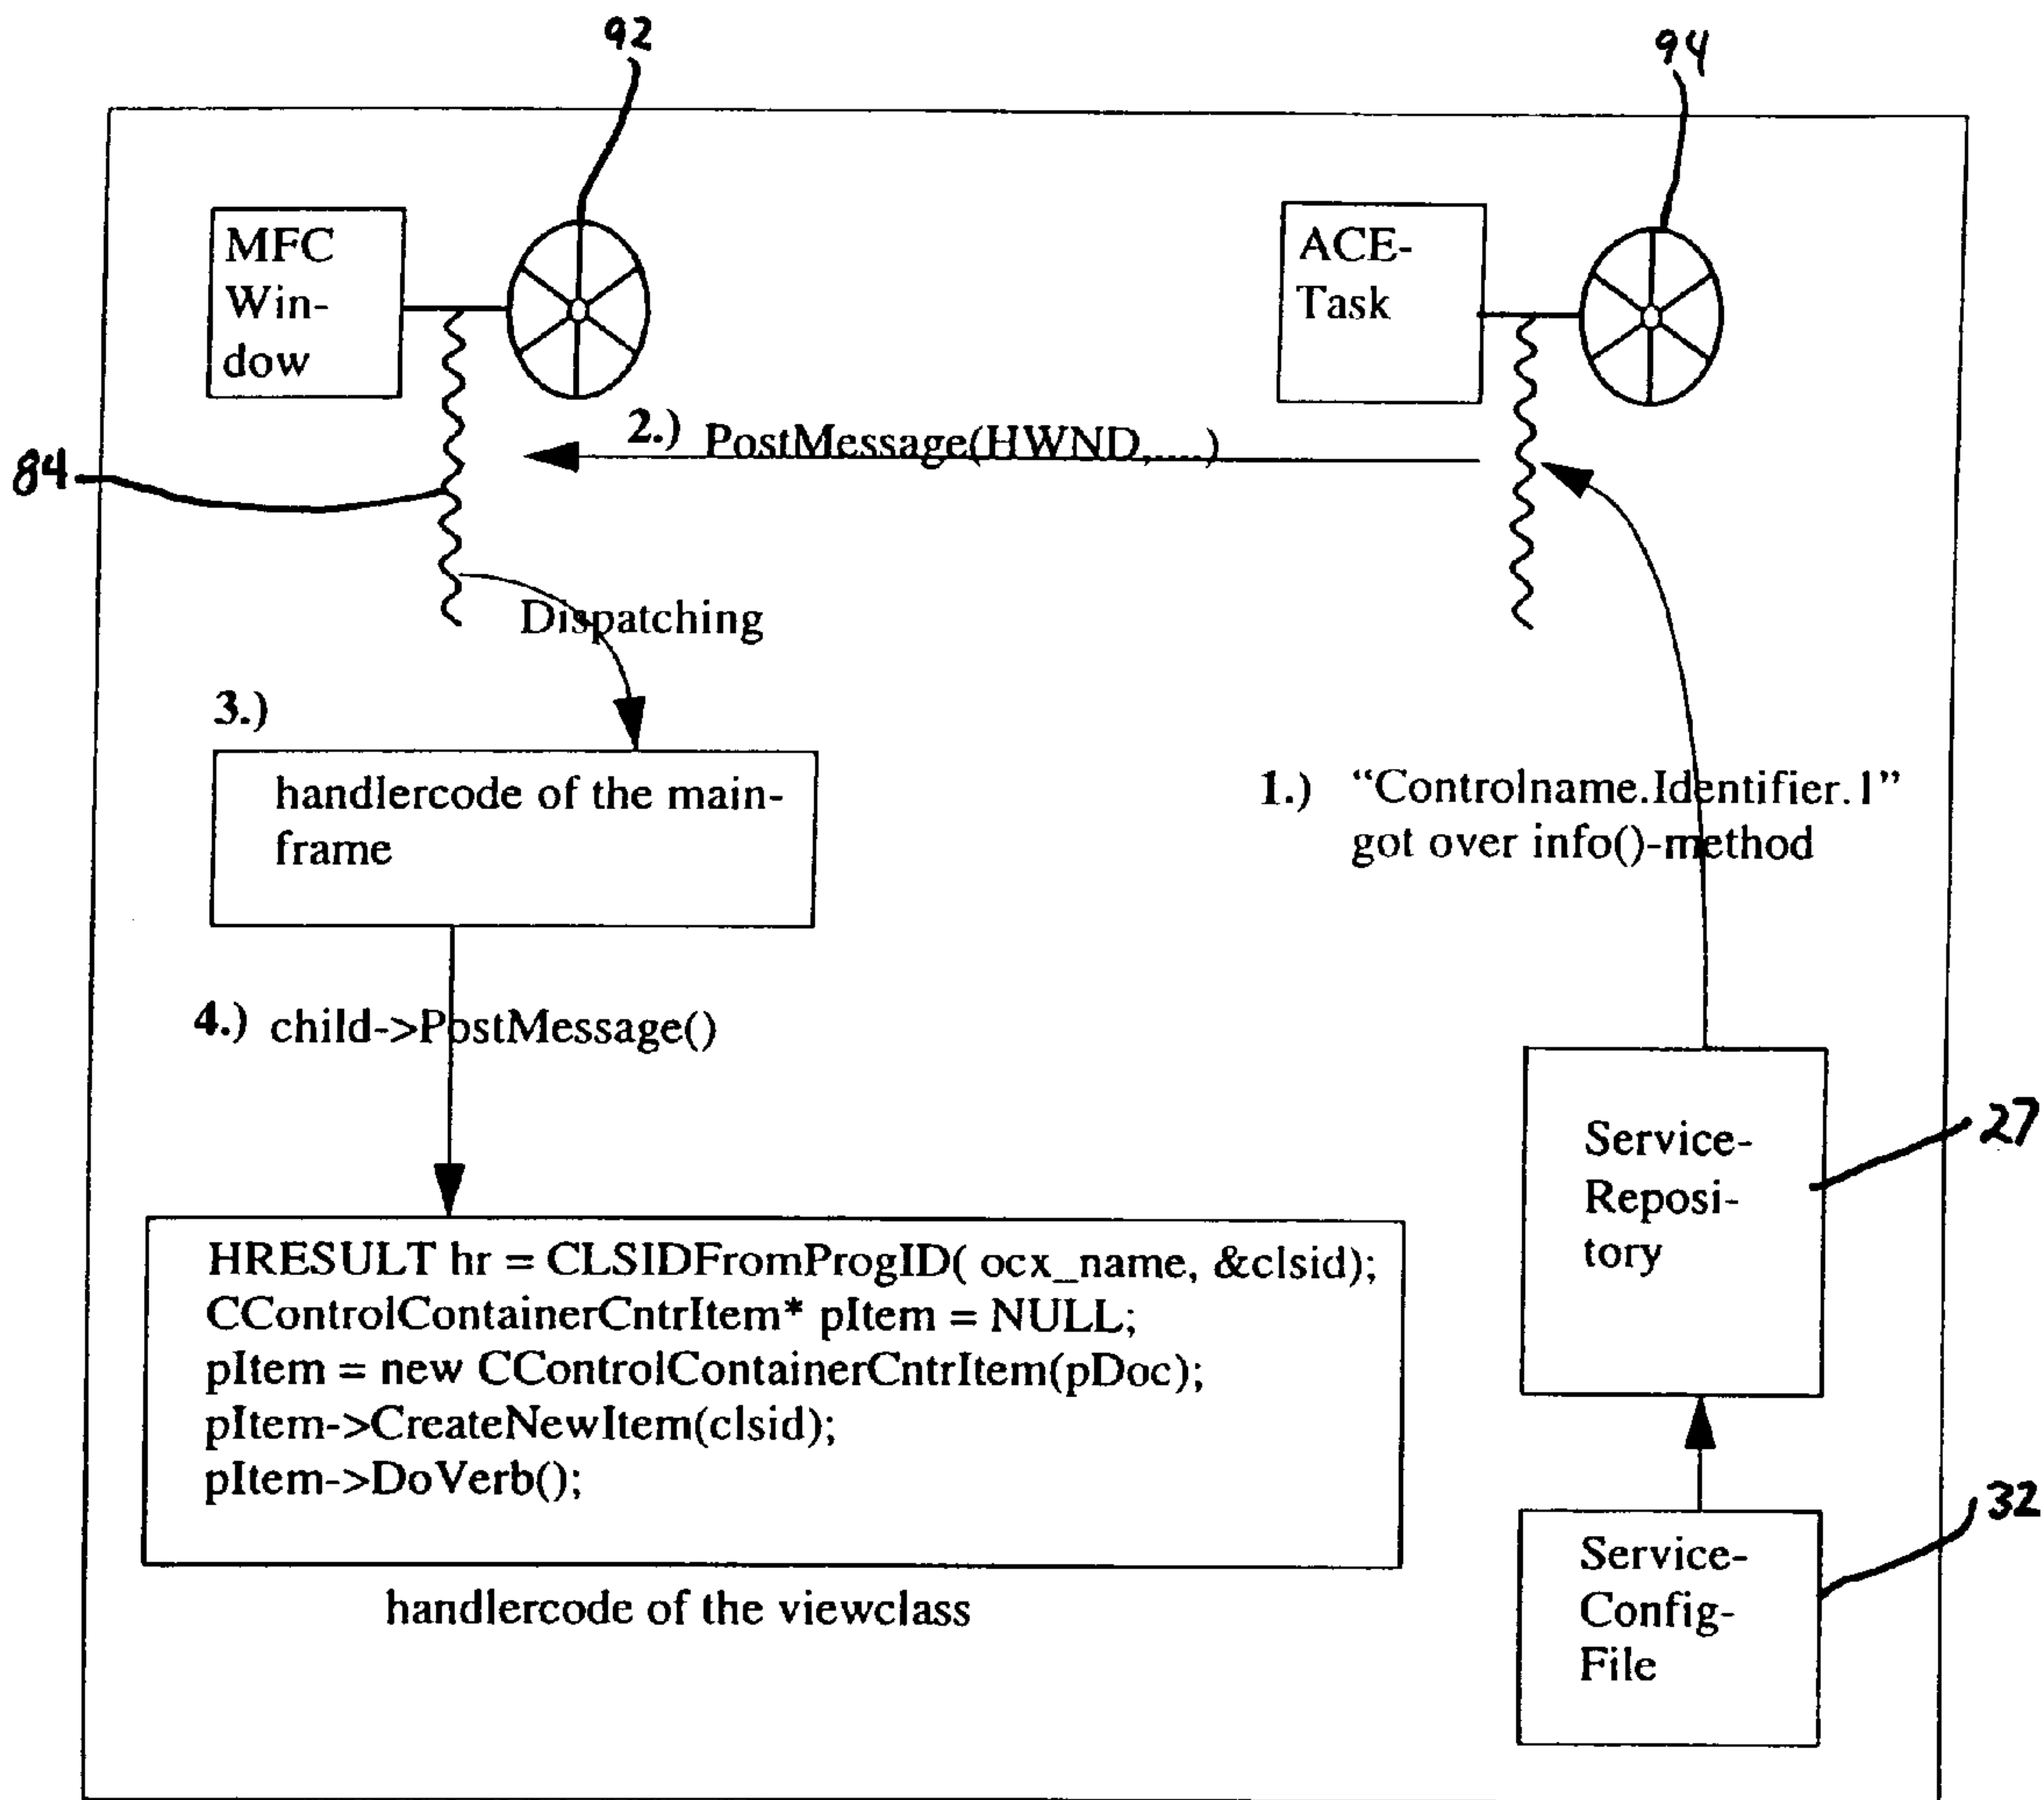 92
94
MFC
Win-
dow
ACE-
Task
2.) PostMessage(HWND,.....)
84
Dispatching
3.)
handlercode of the main-
frame
1.) “Controlname.Identifier.1”
got over info()-method
4.) child->PostMessage()
Service-
Reposi-
tory
27
HRESULT hr = CLSIDFromProgID( ocx_name, &clsid);
CControlContainerCntrItem* pItem = NULL;
pItem = new CControlContainerCntrItem(pDoc);
pItem->CreateNewItem(clsid);
pItem->DoVerb();
handlercode of the viewclass
32
Service-
Config-
File